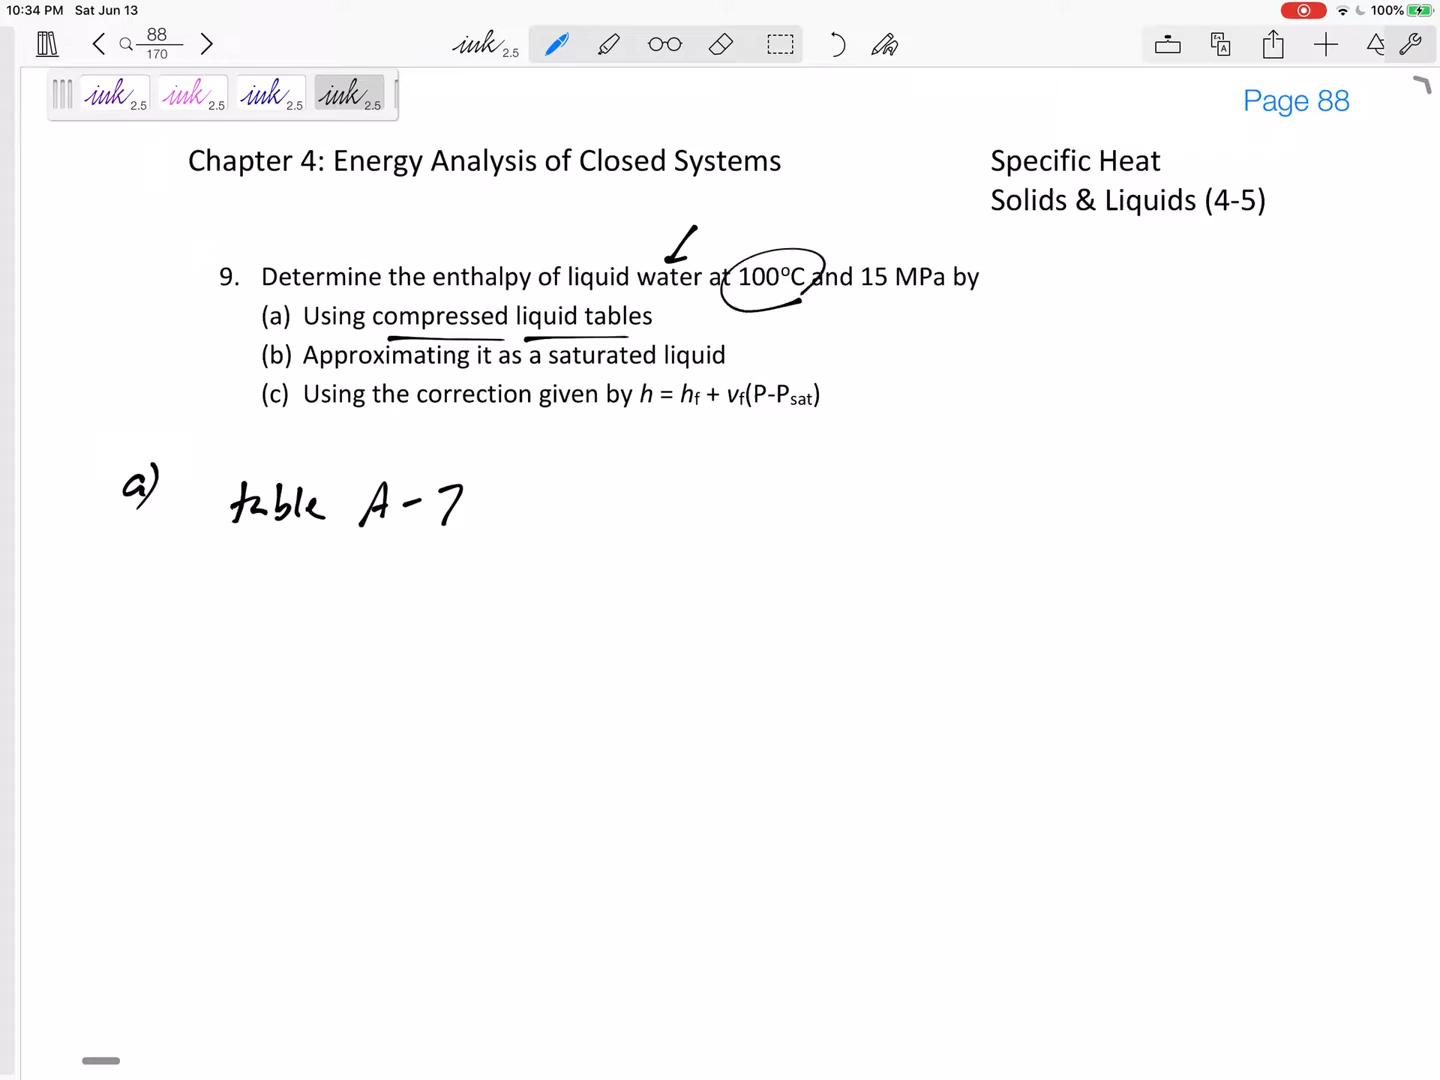 10:34 PM Sat Jun 13
100%
88
170
ink 2.5
ink 2.5 ink 2.5 ink 2.5 ink 2.5
Page 88
Chapter 4: Energy Analysis of Closed Systems
Specific Heat
Solids & Liquids (4-5)
9. Determine the enthalpy of liquid water at 100°C and 15 MPa by
(a) Using compressed liquid tables
(b) Approximating it as a saturated liquid
(c) Using the correction given by h = hf + vf(P-Psat)
a) table A-7